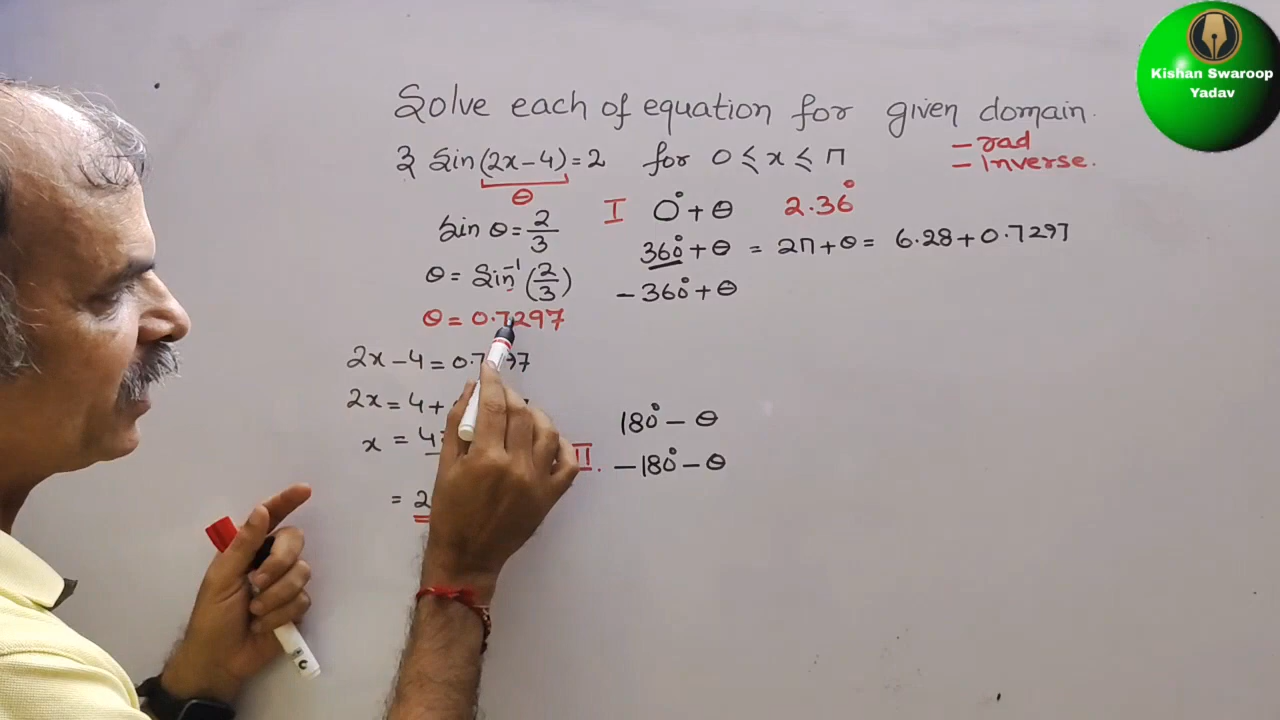 Kishan Swaroop
Yadav
Solve each of equation for given domain.
3 Sin(2x-4)=2 for 0≤x≤π
- rad
- Inverse.
θ
Sin θ = 2/3
θ = Sin⁻¹(2/3)
θ = 0.7297
2x-4 = 0.7 97
2x = 4+
x = 4
= 2
I 0°+θ 2.36°
360°+θ = 2π+θ = 6.28+0.7297
-360°+θ
180°-θ
II. -180°-θ